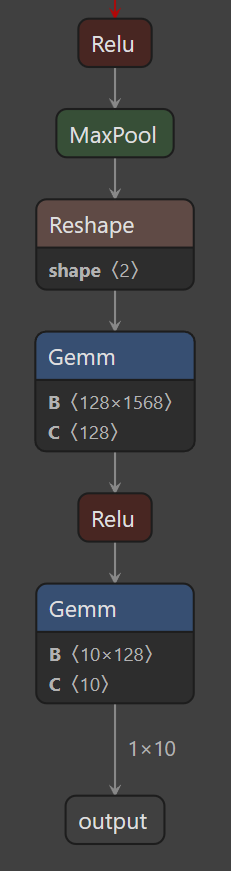 Relu
MaxPool
Reshape
shape 〈2〉
Gemm
B 〈128×1568〉
C 〈128〉
Relu
Gemm
B 〈10×128〉
C 〈10〉
1×10
output